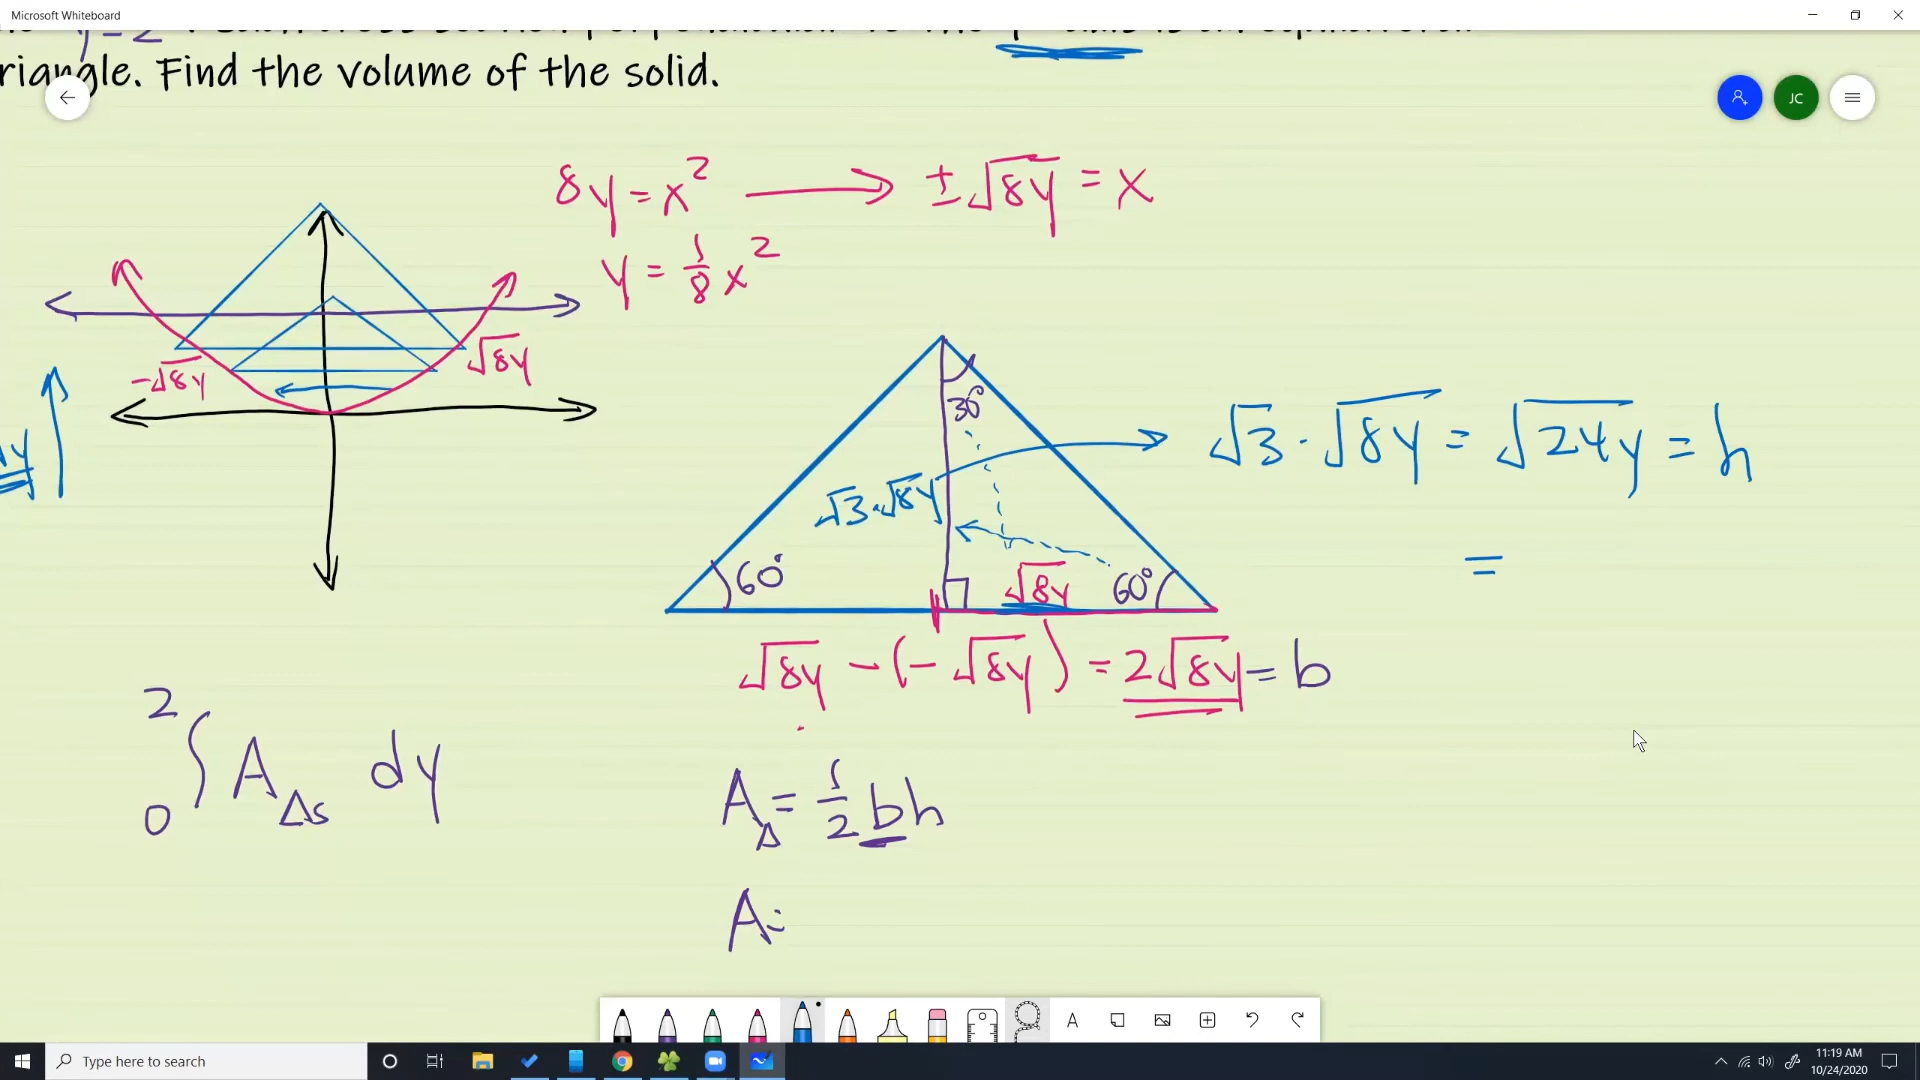 Microsoft Whiteboard
y=2
riangle. Find the volume of the solid.
JC
8y = x²  → ±√8y = x
y = 1/8 x²
-√8y
√8y
30°
√3·√8y
√3 · √8y = √24y = h
=
60°
√8y
60°
√8y - (-√8y) = 2√8y = b
2
∫ A△s dy
0
A△ = 1/2 bh
A=
A
Type here to search
11:19 AM
10/24/2020